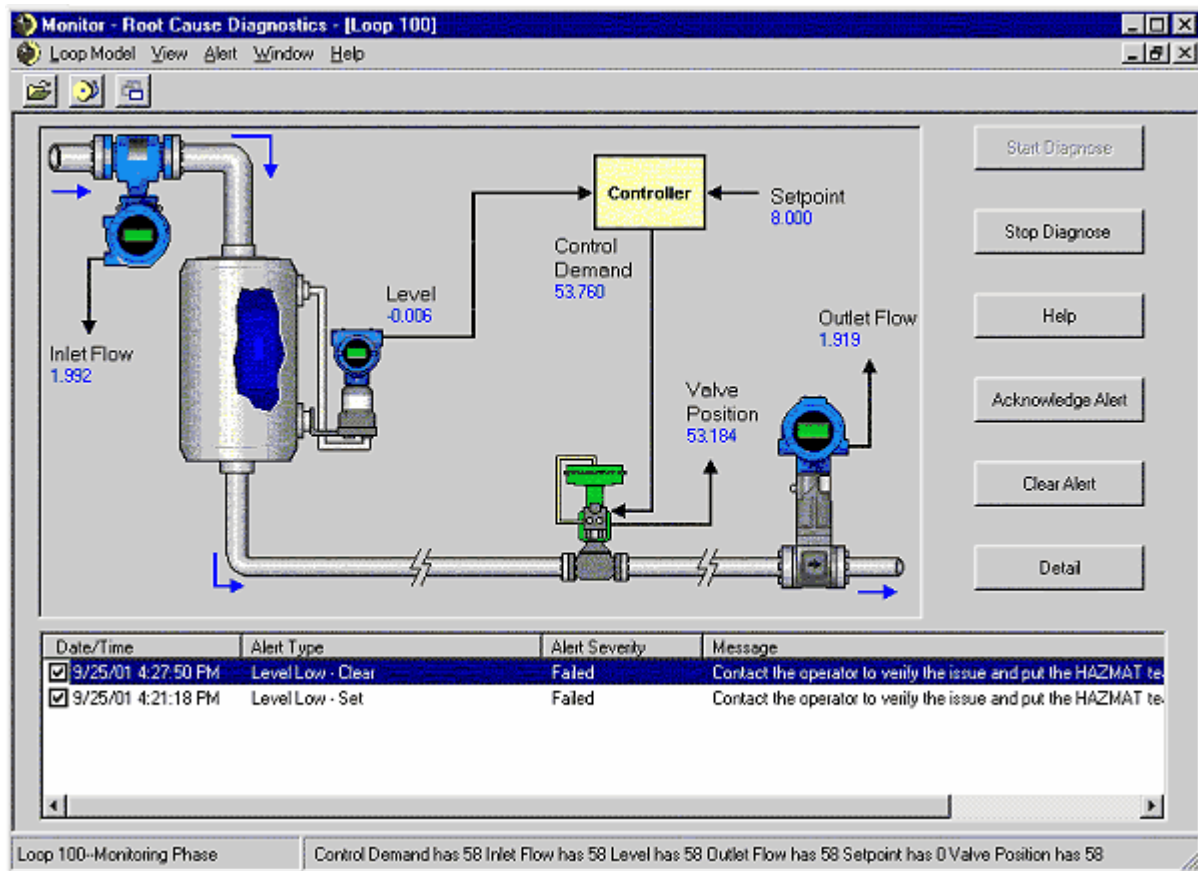 Monitor - Root Cause Diagnostics - [Loop 100]
Loop Model View Alert Window Help
Start Diagnose
Controller
Setpoint
8.000
Stop Diagnose
Control
Demand
53.760
Level
-0.006
Outlet Flow
1.919
Help
Inlet Flow
1.992
Valve
Position
53.184
Acknowledge Alert
Clear Alert
Detail
Date/Time Alert Type Alert Severity Message
9/25/01 4:27:50 PM Level Low - Clear Failed Contact the operator to verify the issue and put the HAZMAT te
9/25/01 4:21:18 PM Level Low - Set Failed Contact the operator to verify the issue and put the HAZMAT te
Loop 100--Monitoring Phase Control Demand has 58 Inlet Flow has 58 Level has 58 Outlet Flow has 58 Setpoint has 0 Valve Position has 58